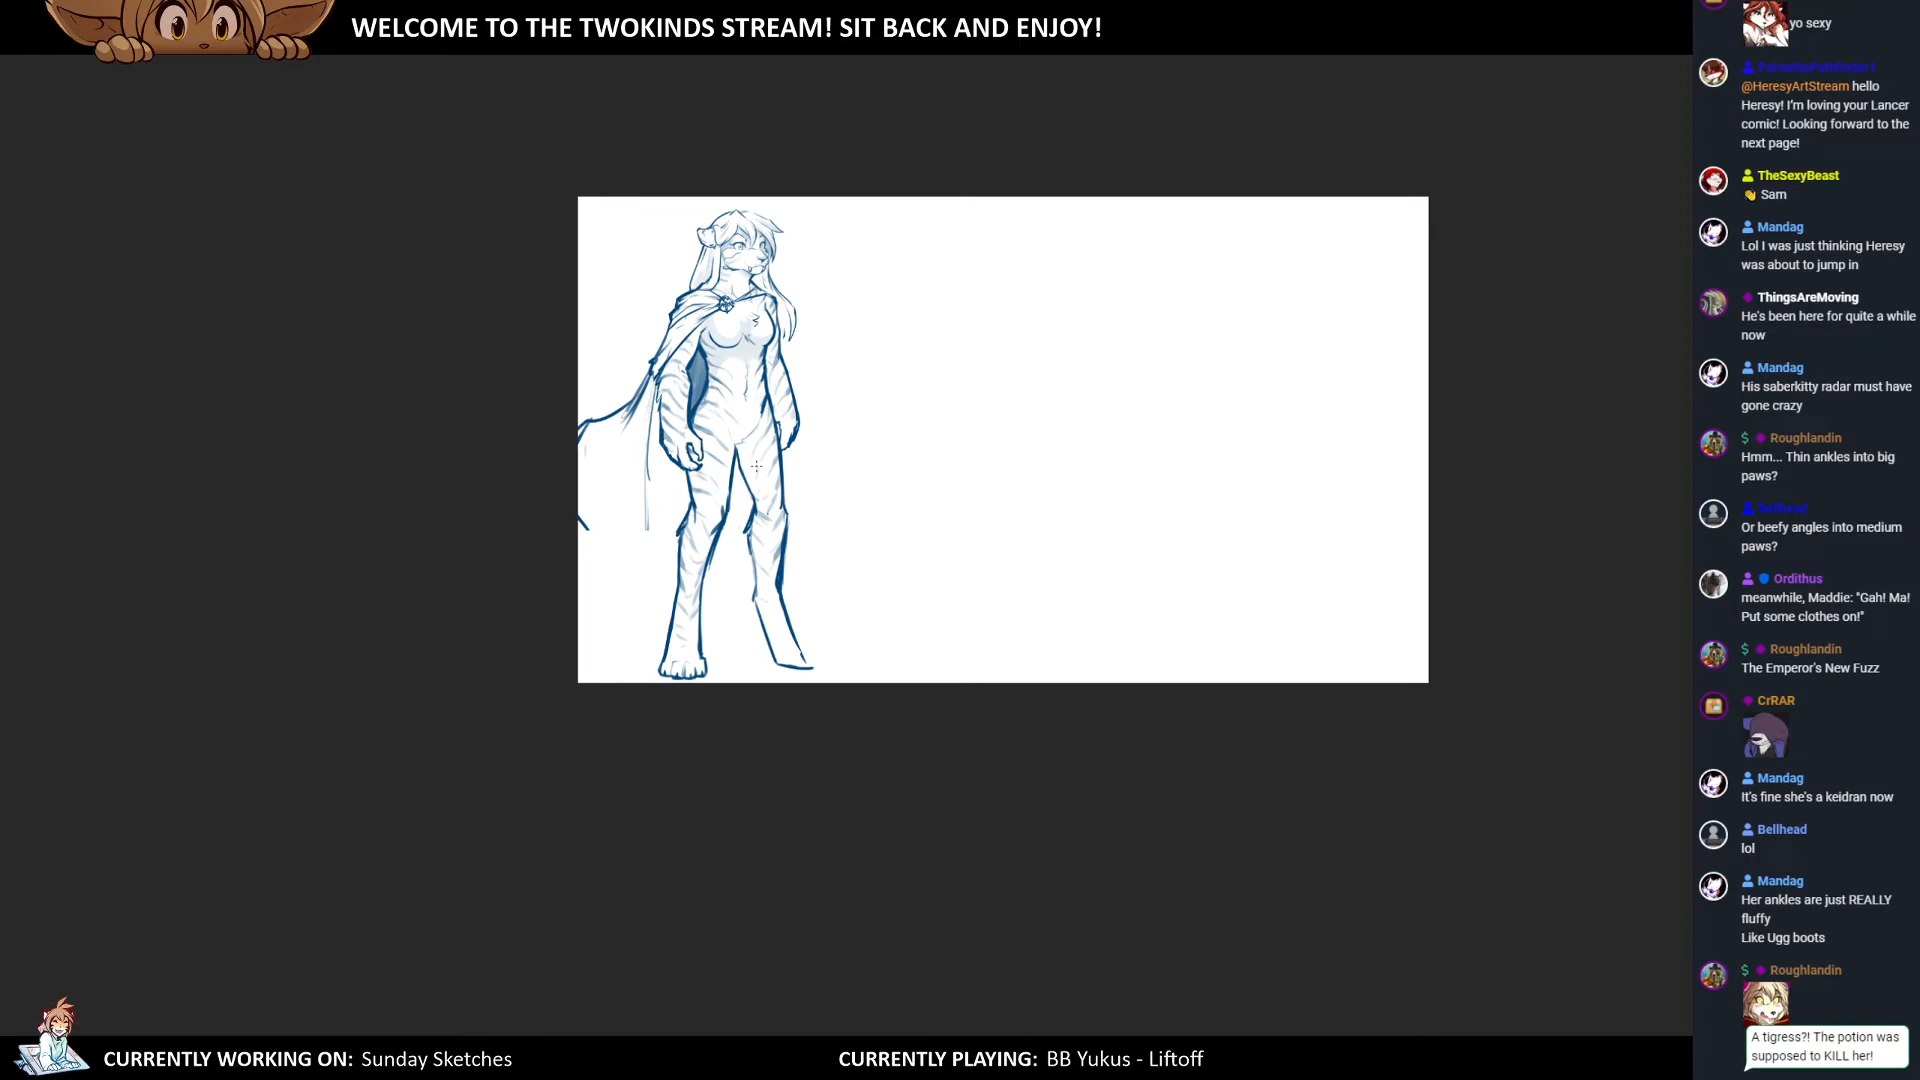 WELCOME TO THE TWOKINDS STREAM! SIT BACK AND ENJOY!
yo sexy
PalmettoPathfinder1
@HeresyArtStream hello
Heresy! I'm loving your Lancer
comic! Looking forward to the
next page!
TheSexyBeast
👋 Sam
Mandag
Lol I was just thinking Heresy
was about to jump in
ThingsAreMoving
He's been here for quite a while
now
Mandag
His saberkitty radar must have
gone crazy
$ Roughlandin
Hmm... Thin ankles into big
paws?
Bellhead
Or beefy angles into medium
paws?
Ordithus
meanwhile, Maddie: "Gah! Ma!
Put some clothes on!"
$ Roughlandin
The Emperor's New Fuzz
CrRAR
Mandag
It's fine she's a keidran now
Bellhead
lol
Mandag
Her ankles are just REALLY
fluffy
Like Ugg boots
$ Roughlandin
A tigress?! The potion was
supposed to KILL her!
CURRENTLY WORKING ON: Sunday Sketches
CURRENTLY PLAYING: BB Yukus - Liftoff